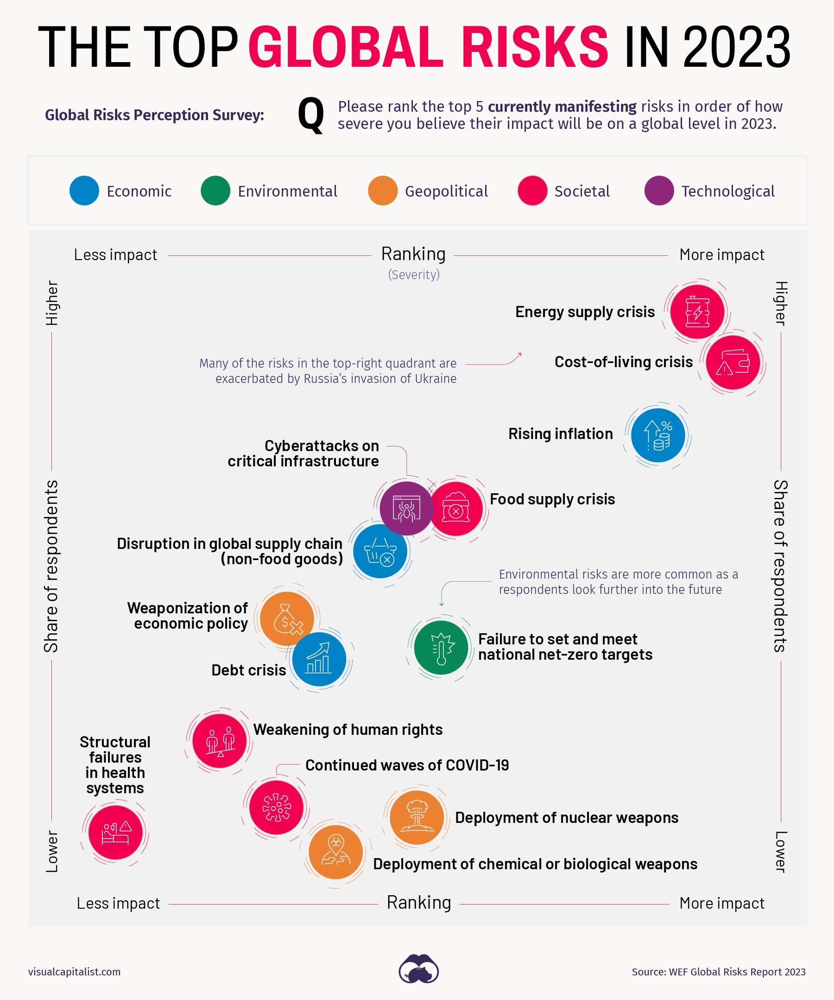 THE TOP GLOBAL RISKS IN 2023
Global Risks Perception Survey:
Q
Please rank the top 5 currently manifesting risks in order of how
severe you believe their impact will be on a global level in 2023.
Economic
Environmental
Geopolitical
Societal
Technological
Less impact
Ranking
(Severity)
More impact
Higher
Higher
Energy supply crisis
Cost-of-living crisis
Many of the risks in the top-right quadrant are
exacerbated by Russia’s invasion of Ukraine
Rising inflation
%
Cyberattacks on
critical infrastructure
Food supply crisis
Share of respondents
Share of respondents
Disruption in global supply chain
(non-food goods)
Environmental risks are more common as a
respondents look further into the future
Weaponization of
economic policy
$
Failure to set and meet
national net-zero targets
Debt crisis
Weakening of human rights
Structural
failures
in health
systems
Continued waves of COVID-19
Deployment of nuclear weapons
Deployment of chemical or biological weapons
Lower
Lower
Less impact
Ranking
More impact
visualcapitalist.com
Source: WEF Global Risks Report 2023